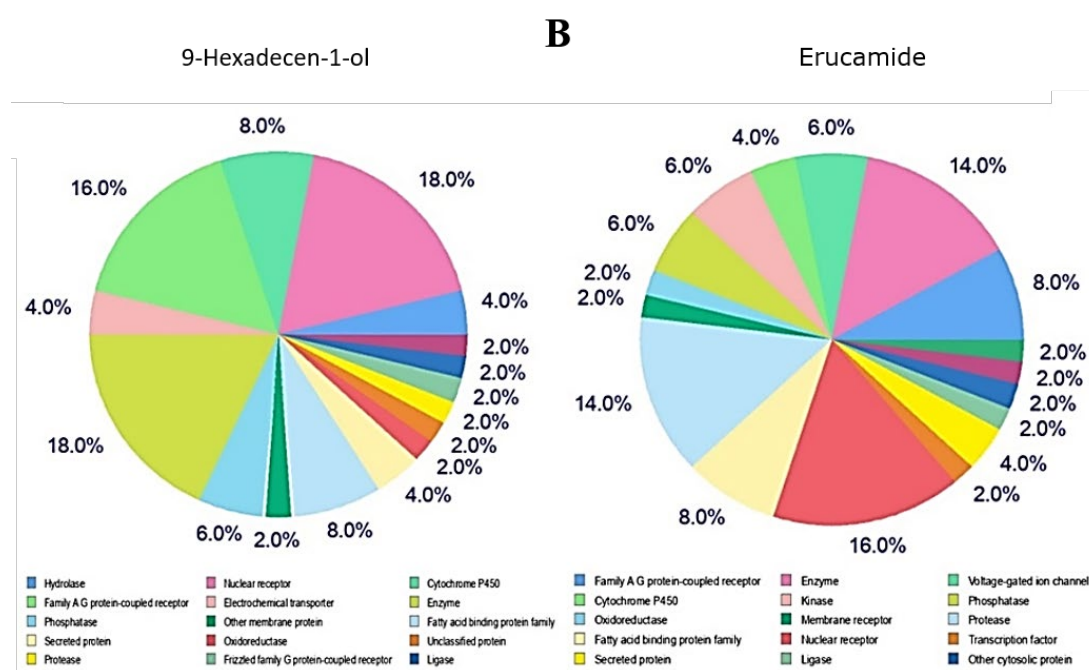 B
9-Hexadecen-1-ol
Erucamide
8.0%
18.0%
4.0%
2.0%
2.0%
2.0%
2.0%
2.0%
2.0%
4.0%
8.0%
2.0%
6.0%
18.0%
4.0%
16.0%
6.0%
14.0%
8.0%
2.0%
2.0%
2.0%
2.0%
4.0%
2.0%
16.0%
8.0%
14.0%
2.0%
2.0%
6.0%
6.0%
4.0%
Hydrolase
Nuclear receptor
Cytochrome P450
Family A G protein-coupled receptor
Electrochemical transporter
Enzyme
Phosphatase
Other membrane protein
Fatty acid binding protein family
Secreted protein
Oxidoreductase
Unclassified protein
Protease
Frizzled family G protein-coupled receptor
Ligase
Family A G protein-coupled receptor
Enzyme
Voltage-gated ion channel
Cytochrome P450
Kinase
Phosphatase
Oxidoreductase
Membrane receptor
Protease
Fatty acid binding protein family
Nuclear receptor
Transcription factor
Secreted protein
Ligase
Other cytosolic protein